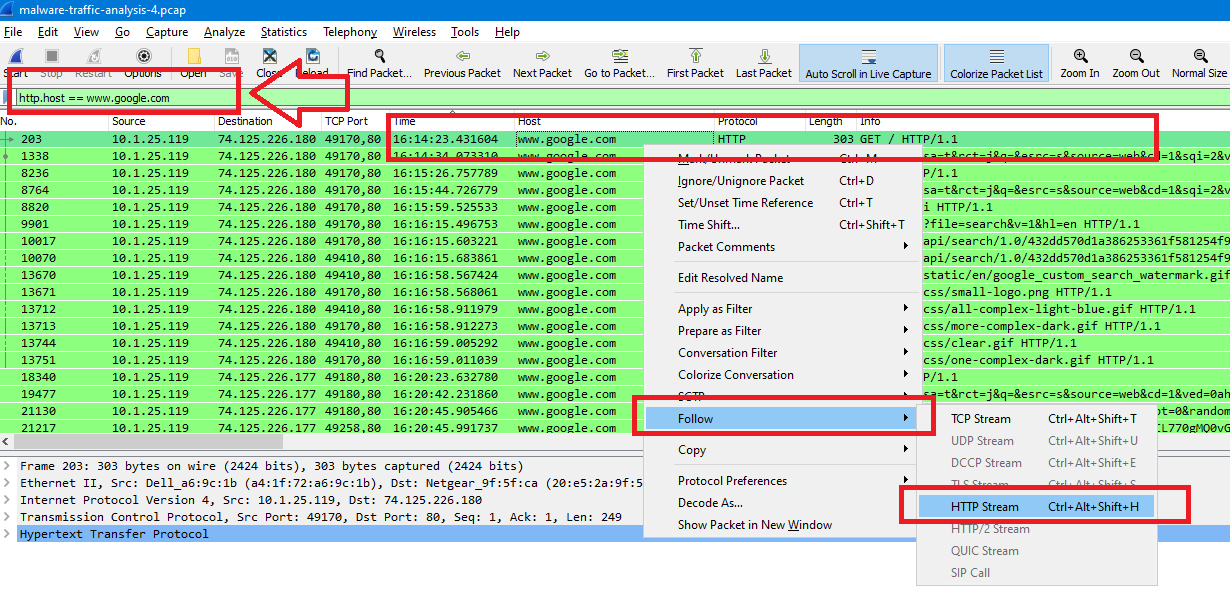 malware-traffic-analysis-4.pcap
File Edit View Go Capture Analyze Statistics Telephony Wireless Tools Help
Start Stop Restart Options Open Save Close Reload Find Packet... Previous Packet Next Packet Go to Packet... First Packet Last Packet Auto Scroll in Live Capture Colorize Packet List Zoom In Zoom Out Normal Size
http.host == www.google.com
No. Source Destination TCP Port Time Host Protocol Length Info
203 10.1.25.119 74.125.226.180 49170,80 16:14:23.431604 www.google.com HTTP 303 GET / HTTP/1.1
1338 10.1.25.119 74.125.226.180 49170,80 16:14:34.073310 www.google.com sa=t&rct=j&q=&esrc=s&source=web&cd=1&sqi=2&v
8236 10.1.25.119 74.125.226.180 49170,80 16:15:26.757789 www.google.com P/1.1
8764 10.1.25.119 74.125.226.180 49170,80 16:15:44.726779 www.google.com sa=t&rct=j&q=&esrc=s&source=web&cd=1&sqi=2&v
8820 10.1.25.119 74.125.226.180 49170,80 16:15:59.525533 www.google.com i HTTP/1.1
9901 10.1.25.119 74.125.226.180 49170,80 16:16:15.496753 www.google.com ?file=search&v=1&hl=en HTTP/1.1
10017 10.1.25.119 74.125.226.180 49170,80 16:16:15.603221 www.google.com api/search/1.0/432dd570d1a386253361f581254f9
10070 10.1.25.119 74.125.226.180 49410,80 16:16:15.683861 www.google.com api/search/1.0/432dd570d1a386253361f581254f9
13670 10.1.25.119 74.125.226.180 49410,80 16:16:58.567424 www.google.com static/en/google_custom_search_watermark.gif
13671 10.1.25.119 74.125.226.180 49170,80 16:16:58.568061 www.google.com css/small-logo.png HTTP/1.1
13712 10.1.25.119 74.125.226.180 49410,80 16:16:58.911979 www.google.com css/all-complex-light-blue.gif HTTP/1.1
13713 10.1.25.119 74.125.226.180 49170,80 16:16:58.912273 www.google.com css/more-complex-dark.gif HTTP/1.1
13744 10.1.25.119 74.125.226.180 49410,80 16:16:59.005292 www.google.com css/clear.gif HTTP/1.1
13751 10.1.25.119 74.125.226.180 49170,80 16:16:59.011039 www.google.com css/one-complex-dark.gif HTTP/1.1
18340 10.1.25.119 74.125.226.177 49180,80 16:20:23.632780 www.google.com P/1.1
19477 10.1.25.119 74.125.226.177 49180,80 16:20:42.231860 www.google.com sa=t&rct=j&q=&esrc=s&source=web&cd=1&ved=0ah
21130 10.1.25.119 74.125.226.177 49180,80 16:20:45.905466 www.google.com pt=0&random
21217 10.1.25.119 74.125.226.177 49258,80 16:20:45.991737 www.google.com CL770gMQ0vG
Mark/Unmark Packet Ctrl+M
Ignore/Unignore Packet Ctrl+D
Set/Unset Time Reference Ctrl+T
Time Shift... Ctrl+Shift+T
Packet Comments
Edit Resolved Name
Apply as Filter
Prepare as Filter
Conversation Filter
Colorize Conversation
SCTP
Follow
Copy
Protocol Preferences
Decode As...
Show Packet in New Window
TCP Stream Ctrl+Alt+Shift+T
UDP Stream Ctrl+Alt+Shift+U
DCCP Stream Ctrl+Alt+Shift+E
TLS Stream Ctrl+Alt+Shift+S
HTTP Stream Ctrl+Alt+Shift+H
HTTP/2 Stream
QUIC Stream
SIP Call
Frame 203: 303 bytes on wire (2424 bits), 303 bytes captured (2424 bits)
Ethernet II, Src: Dell_a6:9c:1b (a4:1f:72:a6:9c:1b), Dst: Netgear_9f:5f:ca (20:e5:2a:9f:5
Internet Protocol Version 4, Src: 10.1.25.119, Dst: 74.125.226.180
Transmission Control Protocol, Src Port: 49170, Dst Port: 80, Seq: 1, Ack: 1, Len: 249
Hypertext Transfer Protocol